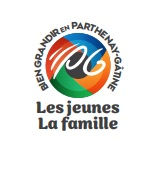 BIEN GRANDIR EN PARTHENAY-GÂTINE
PG
Les jeunes
La famille